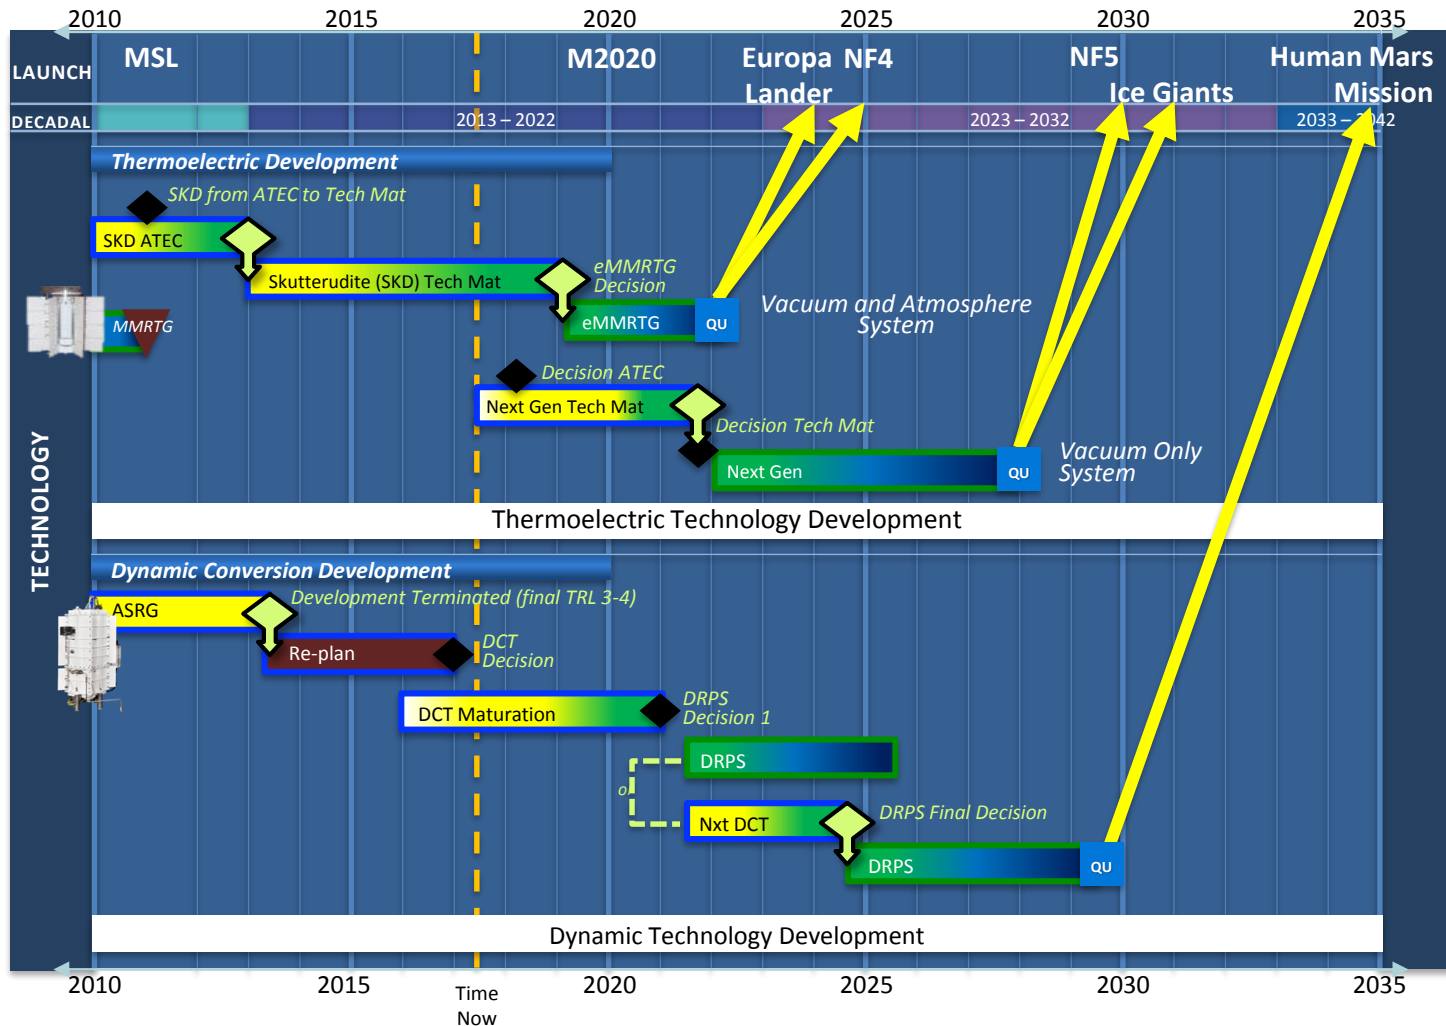 2010 2015 2020 2025 2030 2035
LAUNCH
MSL
M2020
Europa
Lander
NF4
NF5
Ice Giants
Human Mars
Mission
DECADAL
2013 – 2022
2023 – 2032
2033 – 2042
TECHNOLOGY
Thermoelectric Development
SKD from ATEC to Tech Mat
SKD ATEC
Skutterudite (SKD) Tech Mat
eMMRTG
Decision
MMRTG
eMMRTG
QU
Vacuum and Atmosphere
System
Decision ATEC
Next Gen Tech Mat
Decision Tech Mat
Next Gen
QU
Vacuum Only
System
Thermoelectric Technology Development
Dynamic Conversion Development
ASRG
Development Terminated (final TRL 3-4)
Re-plan
DCT
Decision
DCT Maturation
DRPS
Decision 1
DRPS
Nxt DCT
DRPS Final Decision
DRPS
QU
Dynamic Technology Development
2010 2015 2020 2025 2030 2035
Time
Now